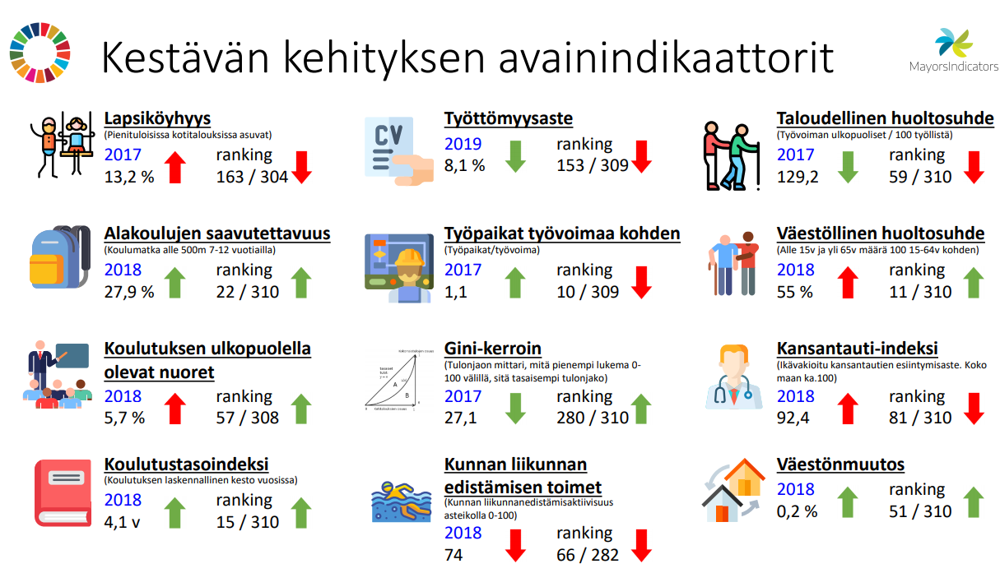 Kestävän kehityksen avainindikaattorit
MayorsIndicators
Lapsiköyhyys
(Pienituloisissa kotitalouksissa asuvat)
2017
13,2 %
ranking
163 / 304
CV
Työttömyysaste
2019
8,1 %
ranking
153 / 309
Taloudellinen huoltosuhde
(Työvoiman ulkopuoliset / 100 työllistä)
2017
129,2
ranking
59 / 310
Alakoulujen saavutettavuus
(Koulumatka alle 500m 7-12 vuotiailla)
2018
27,9 %
ranking
22 / 310
Työpaikat työvoimaa kohden
(Työpaikat/työvoima)
2017
1,1
ranking
10 / 309
Väestöllinen huoltosuhde
(Alle 15v ja yli 65v määrä 100 15-64v kohden)
2018
55 %
ranking
11 / 310
Koulutuksen ulkopuolella
olevat nuoret
2018
5,7 %
ranking
57 / 308
A
B
Gini-kerroin
(Tulonjaon mittari, mitä pienempi lukema 0-
100 välillä, sitä tasaisempi tulonjako)
2017
27,1
ranking
280 / 310
Kansantauti-indeksi
(Ikävakioitu kansantautien esiintymisaste. Koko
maan ka.100)
2018
92,4
ranking
81 / 310
Koulutustasoindeksi
(Koulutuksen laskennallinen kesto vuosissa)
2018
4,1 v
ranking
15 / 310
Kunnan liikunnan
edistämisen toimet
(Kunnan liikunnanedistämisaktiivisuus
asteikolla 0-100)
2018
74
ranking
66 / 282
Väestönmuutos
2018
0,2 %
ranking
51 / 310